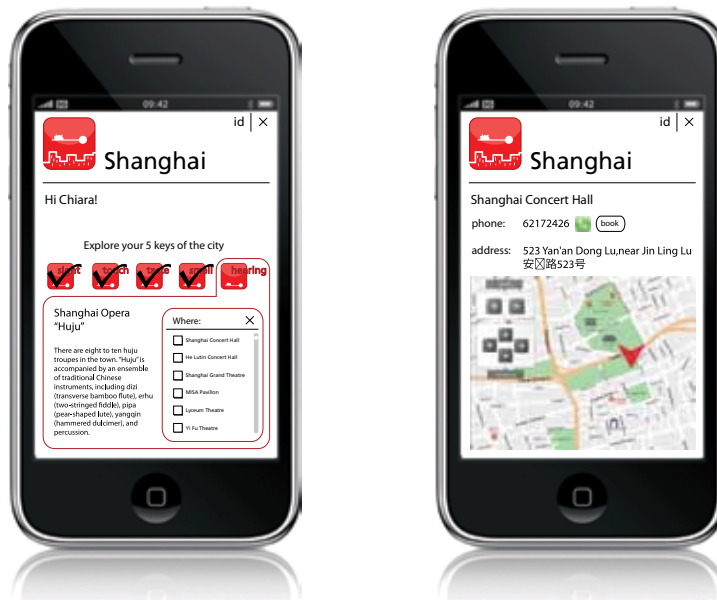 09:42
id | ×
Shanghai
Hi Chiara!
Explore your 5 keys of the city
sight touch taste smell hearing
Shanghai Opera
“Huju”
There are eight to ten huju
troupes in the town. “Huju”is
accompanied by an ensemble
of traditional Chinese
instruments, including dizi
(transverse bamboo flute), erhu
(two-stringed fiddle), pipa
(pear-shaped lute), yangqin
(hammered dulcimer), and
percussion.
Where: ×
Shanghai Concert Hall
He Lutin Concert Hall
Shanghai Grand Theatre
MISA Pavilion
Lyceum Theatre
Yi Fu Theatre
09:42
id | ×
Shanghai
Shanghai Concert Hall
phone: 62172426 book
address: 523 Yan'an Dong Lu,near Jin Ling Lu
安路523号